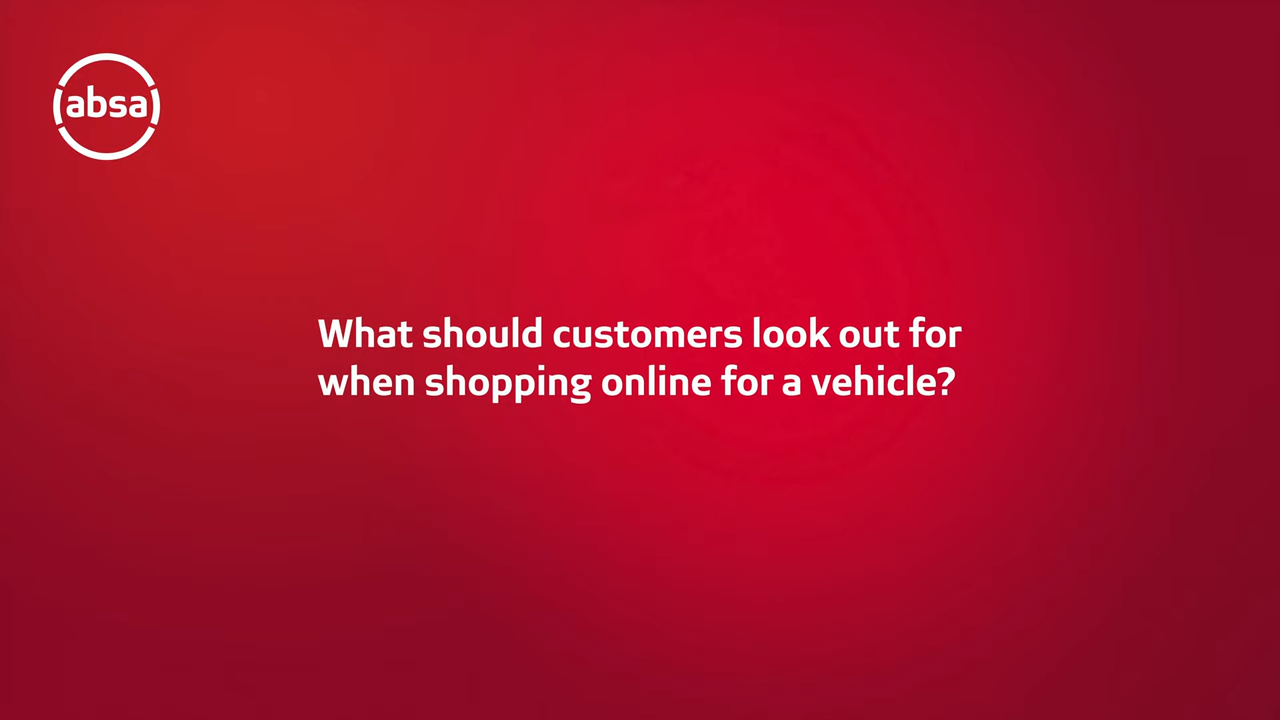 absa
What should customers look out for
when shopping online for a vehicle?